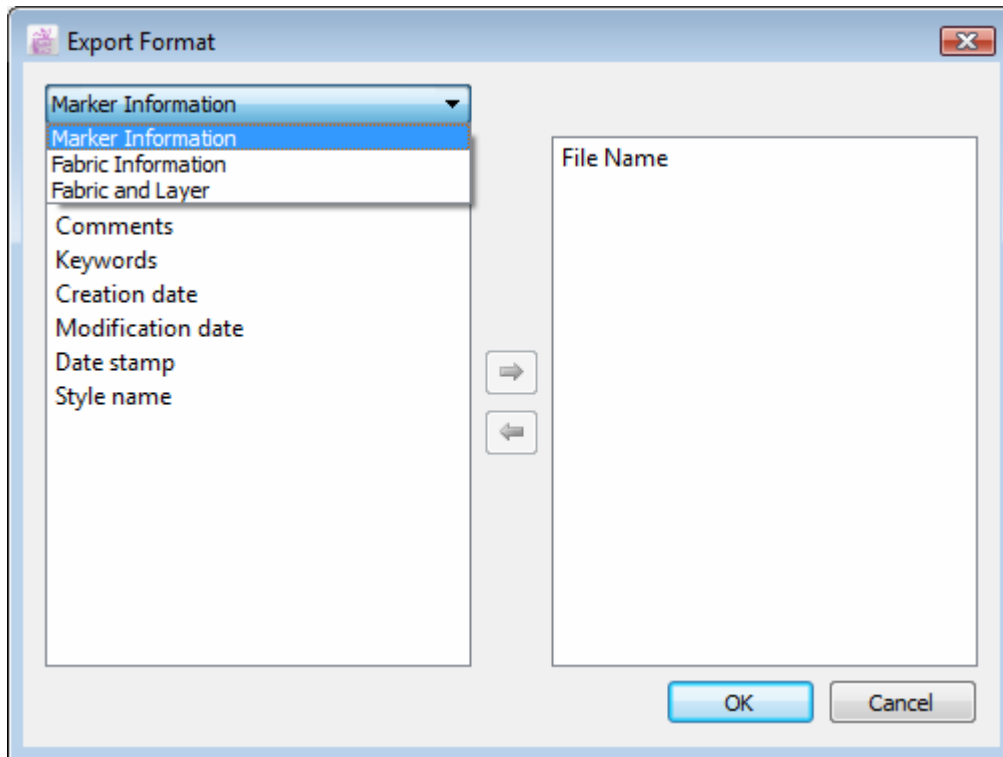 Export Format
Marker Information
Marker Information
Fabric Information
Fabric and Layer
Comments
Keywords
Creation date
Modification date
Date stamp
Style name
File Name
OK
Cancel